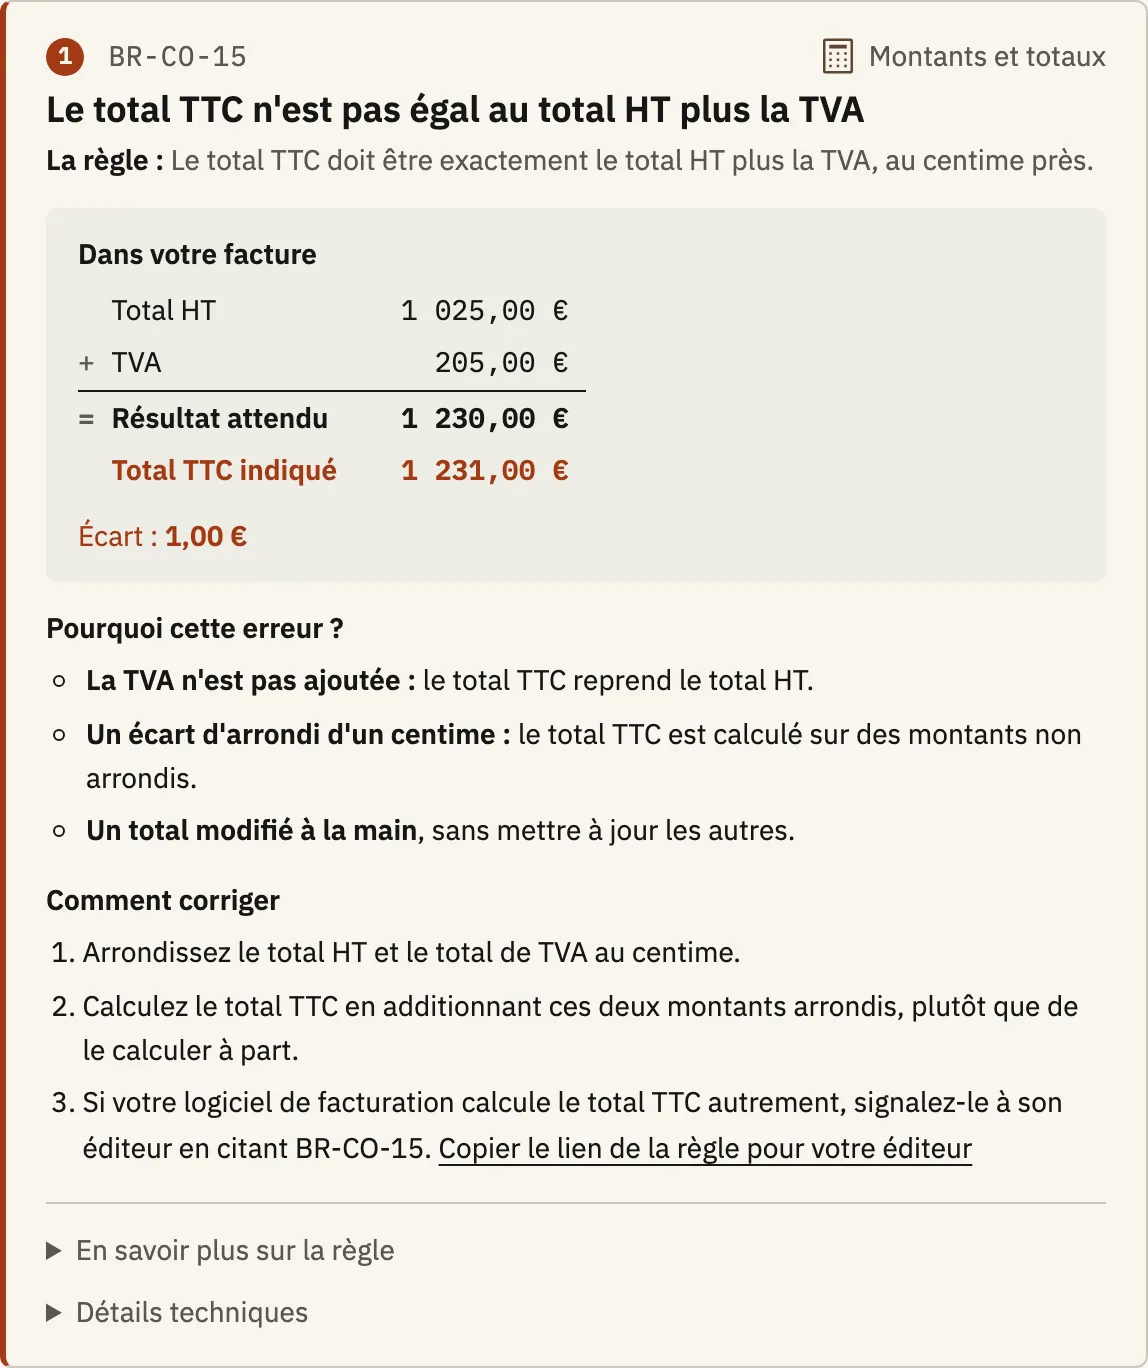 1 BR-CO-15 Montants et totaux
Le total TTC n'est pas égal au total HT plus la TVA
La règle : Le total TTC doit être exactement le total HT plus la TVA, au centime près.
Dans votre facture
Total HT 1 025,00 €
+ TVA 205,00 €
= Résultat attendu 1 230,00 €
Total TTC indiqué 1 231,00 €
Écart : 1,00 €
Pourquoi cette erreur ?
La TVA n'est pas ajoutée : le total TTC reprend le total HT.
Un écart d'arrondi d'un centime : le total TTC est calculé sur des montants non
arrondis.
Un total modifié à la main, sans mettre à jour les autres.
Comment corriger
1. Arrondissez le total HT et le total de TVA au centime.
2. Calculez le total TTC en additionnant ces deux montants arrondis, plutôt que de
le calculer à part.
3. Si votre logiciel de facturation calcule le total TTC autrement, signalez-le à son
éditeur en citant BR-CO-15. Copier le lien de la règle pour votre éditeur
En savoir plus sur la règle
Détails techniques